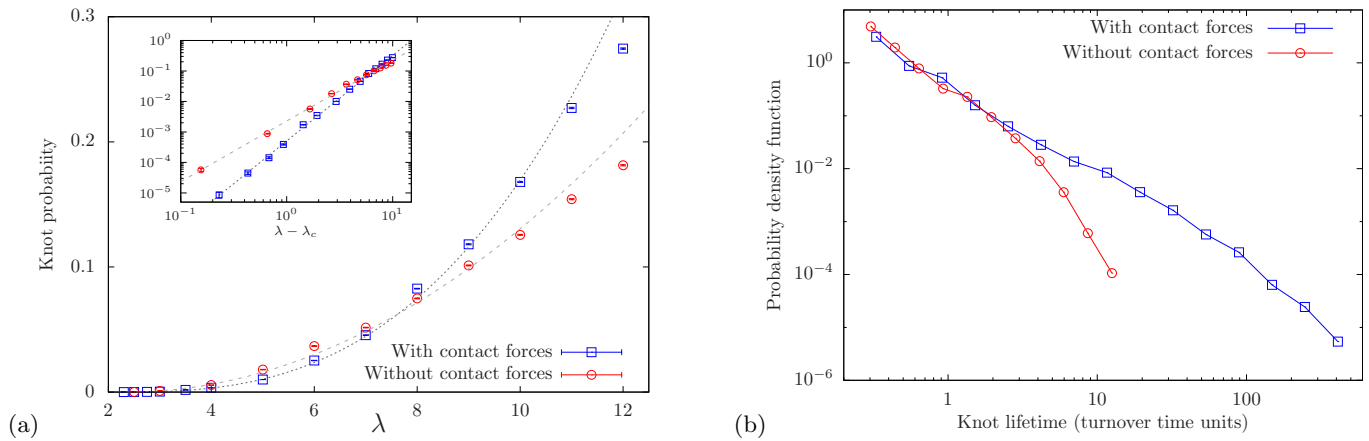 0.3
0.2
0.1
0
2
4
6
8
10
12
Knot probabiity
λ
10^0
10^-1
10^-2
10^-3
10^-4
10^-5
10^-1
10^0
10^1
λ − λ_c
With contact forces
Without contact forces
(a)
10^0
10^-2
10^-4
10^-6
1
10
100
Probability density function
Knot lifetime (turnover time units)
With contact forces
Without contact forces
(b)